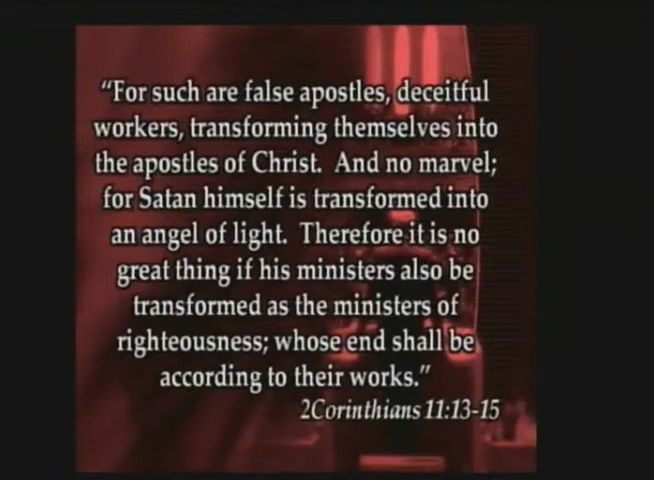 “For such are false apostles, deceitful
workers, transforming themselves into
the apostles of Christ. And no marvel;
for Satan himself is transformed into
an angel of light. Therefore it is no
great thing if his ministers also be
transformed as the ministers of
righteousness; whose end shall be
according to their works.”
2Corinthians 11:13-15